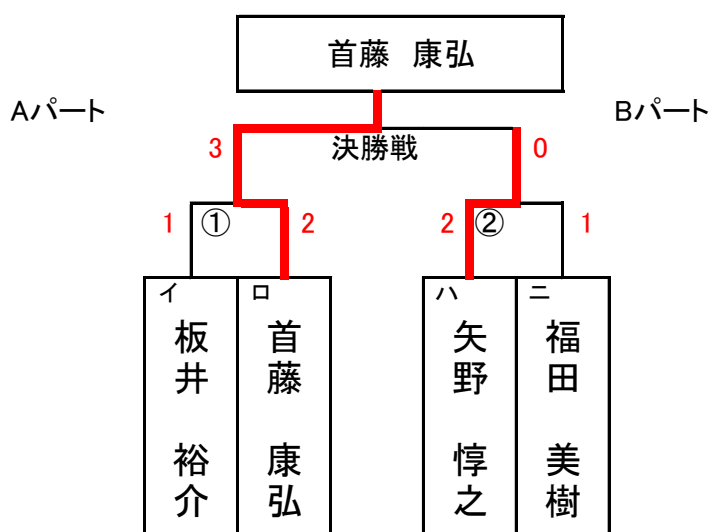 首藤 康弘
Aパート
Bパート
3
決勝戦
0
1
①
2
2
②
1
イ
ロ
ハ
ニ
板井 裕介
首藤 康弘
矢野 惇之
福田 美樹